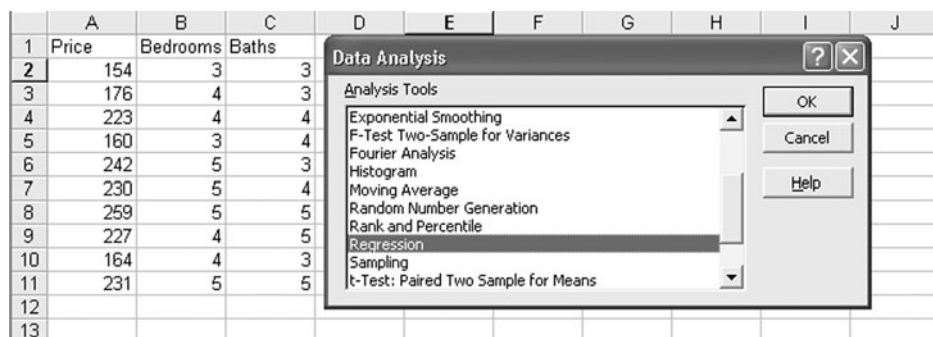 A B C D E F G H I J
1 Price Bedrooms Baths
2 154 3 3
3 176 4 3
4 223 4 4
5 160 3 4
6 242 5 3
7 230 5 4
8 259 5 5
9 227 4 5
10 164 4 3
11 231 5 5
12
13
Data Analysis ? X
Analysis Tools
Exponential Smoothing
F-Test Two-Sample for Variances
Fourier Analysis
Histogram
Moving Average
Random Number Generation
Rank and Percentile
Regression
Sampling
t-Test: Paired Two Sample for Means
OK
Cancel
Help